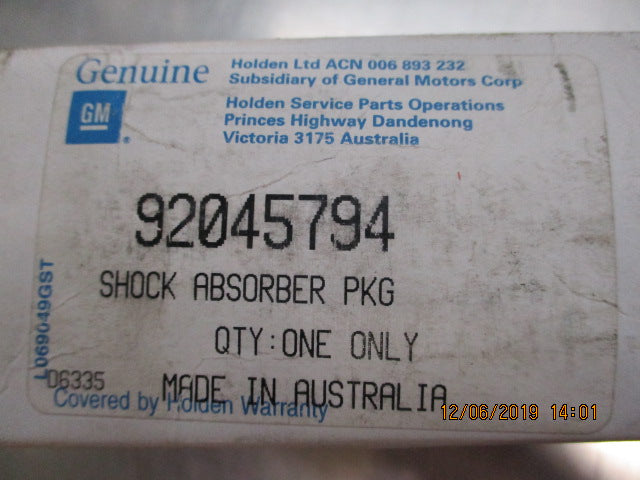 Genuine
GM
Holden Ltd ACN 006 893 232
Subsidiary of General Motors Corp
Holden Service Parts Operations
Princes Highway Dandenong
Victoria 3175 Australia
92045794
SHOCK ABSORBER PKG
QTY:ONE ONLY
L069049GST
06335
MADE IN AUSTRALIA
Covered by Holden Warranty
12/06/2019 14:01